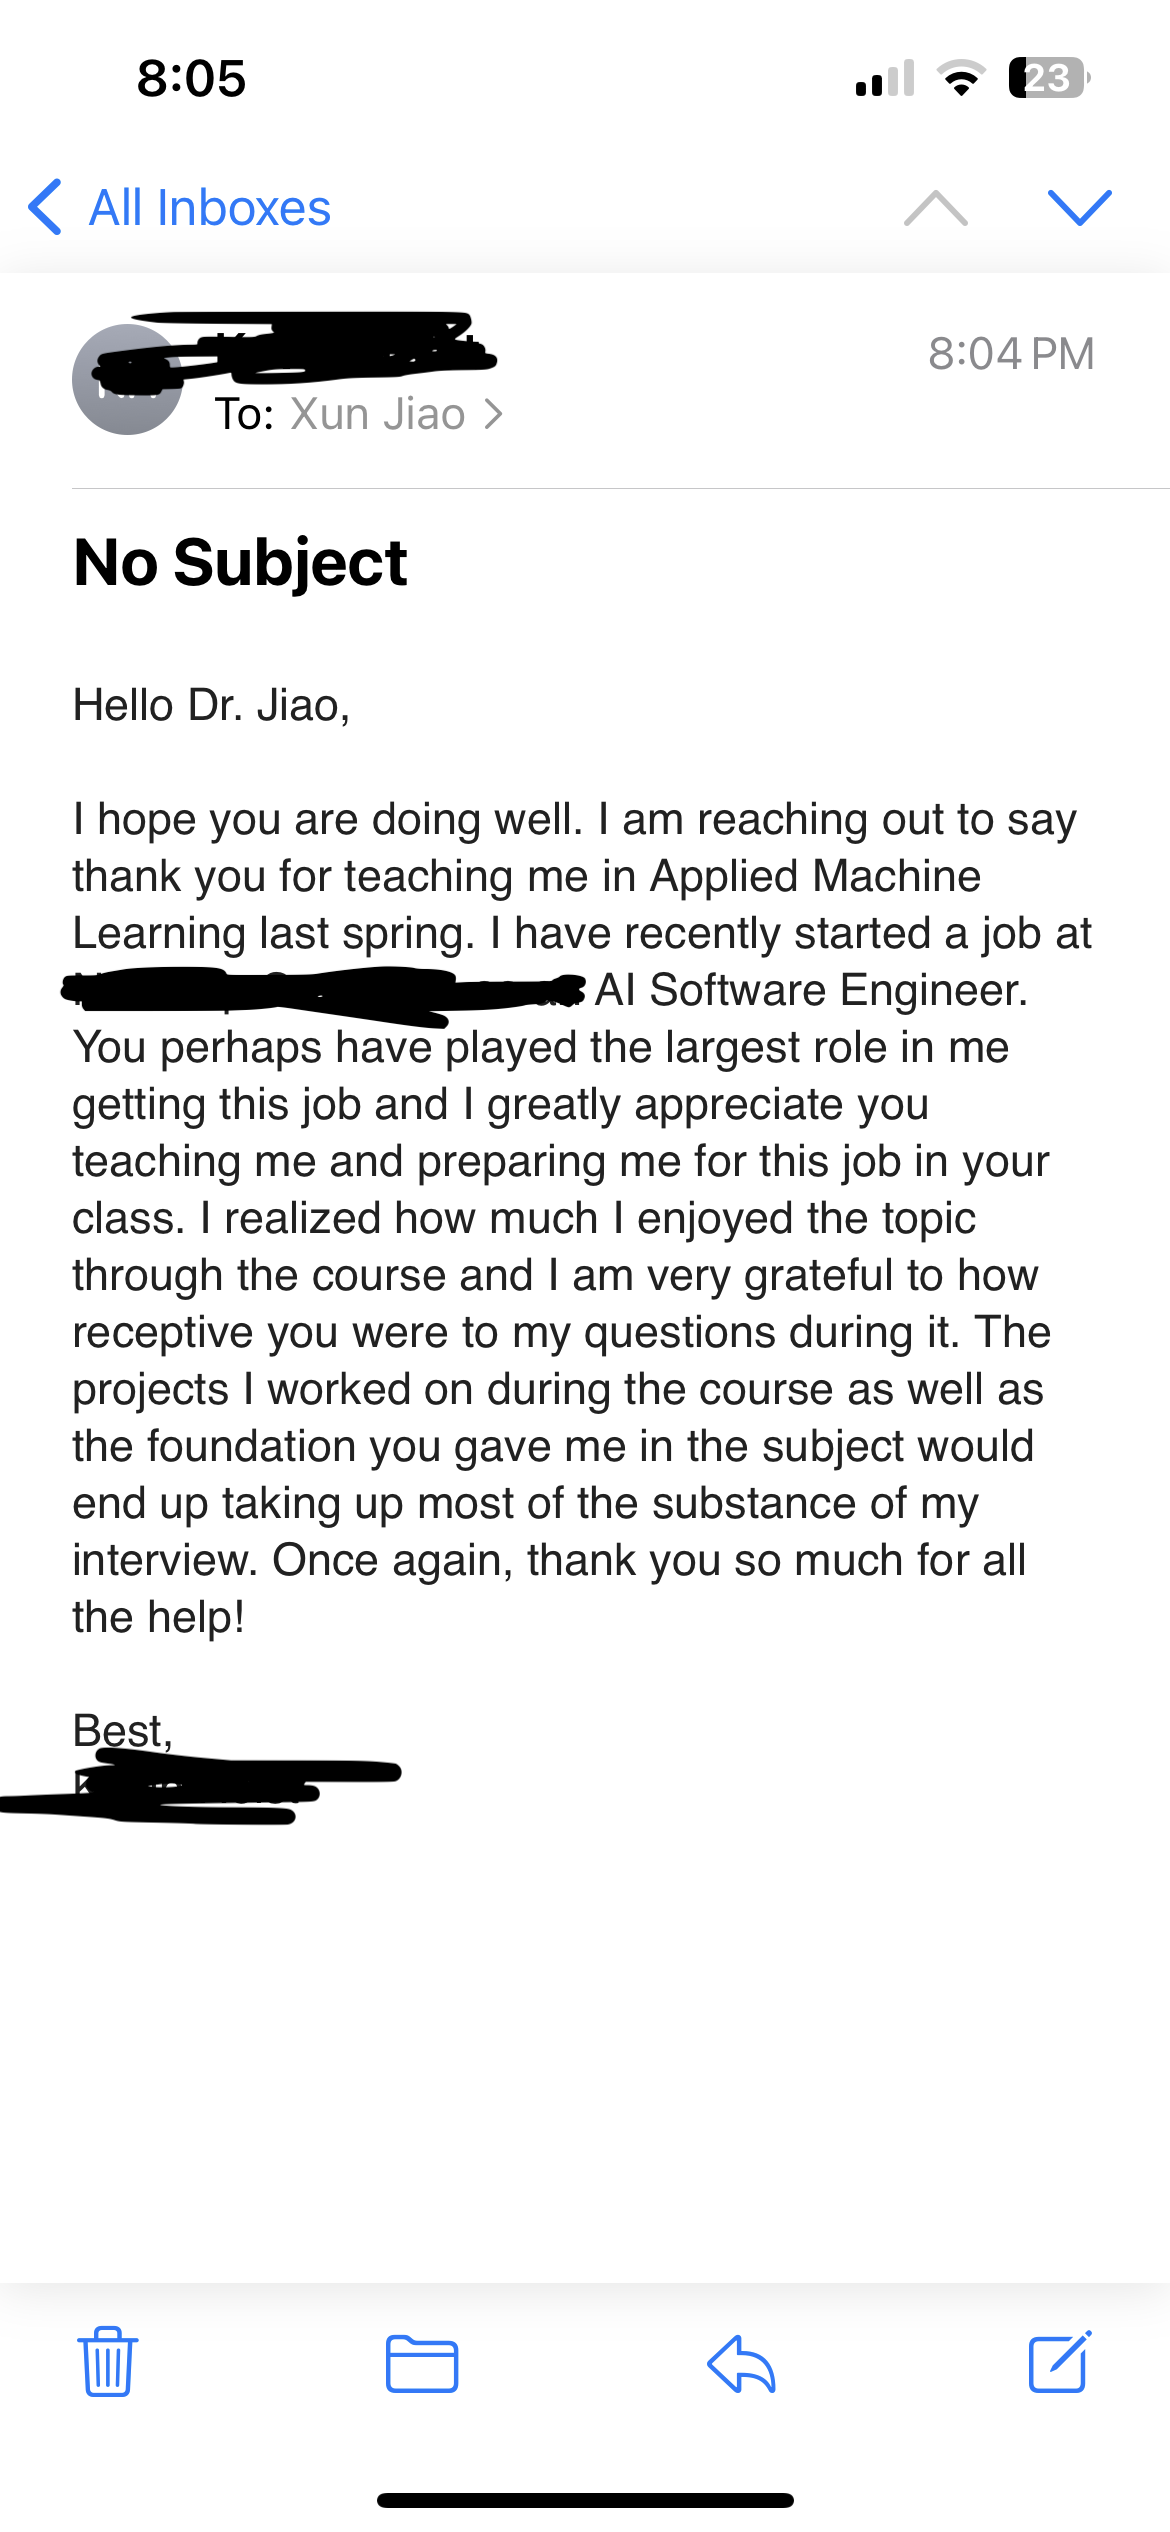 8:05
23
All Inboxes
8:04 PM
To: Xun Jiao
No Subject
Hello Dr. Jiao,
I hope you are doing well. I am reaching out to say
thank you for teaching me in Applied Machine
Learning last spring. I have recently started a job at
AI Software Engineer.
You perhaps have played the largest role in me
getting this job and I greatly appreciate you
teaching me and preparing me for this job in your
class. I realized how much I enjoyed the topic
through the course and I am very grateful to how
receptive you were to my questions during it. The
projects I worked on during the course as well as
the foundation you gave me in the subject would
end up taking up most of the substance of my
interview. Once again, thank you so much for all
the help!
Best,